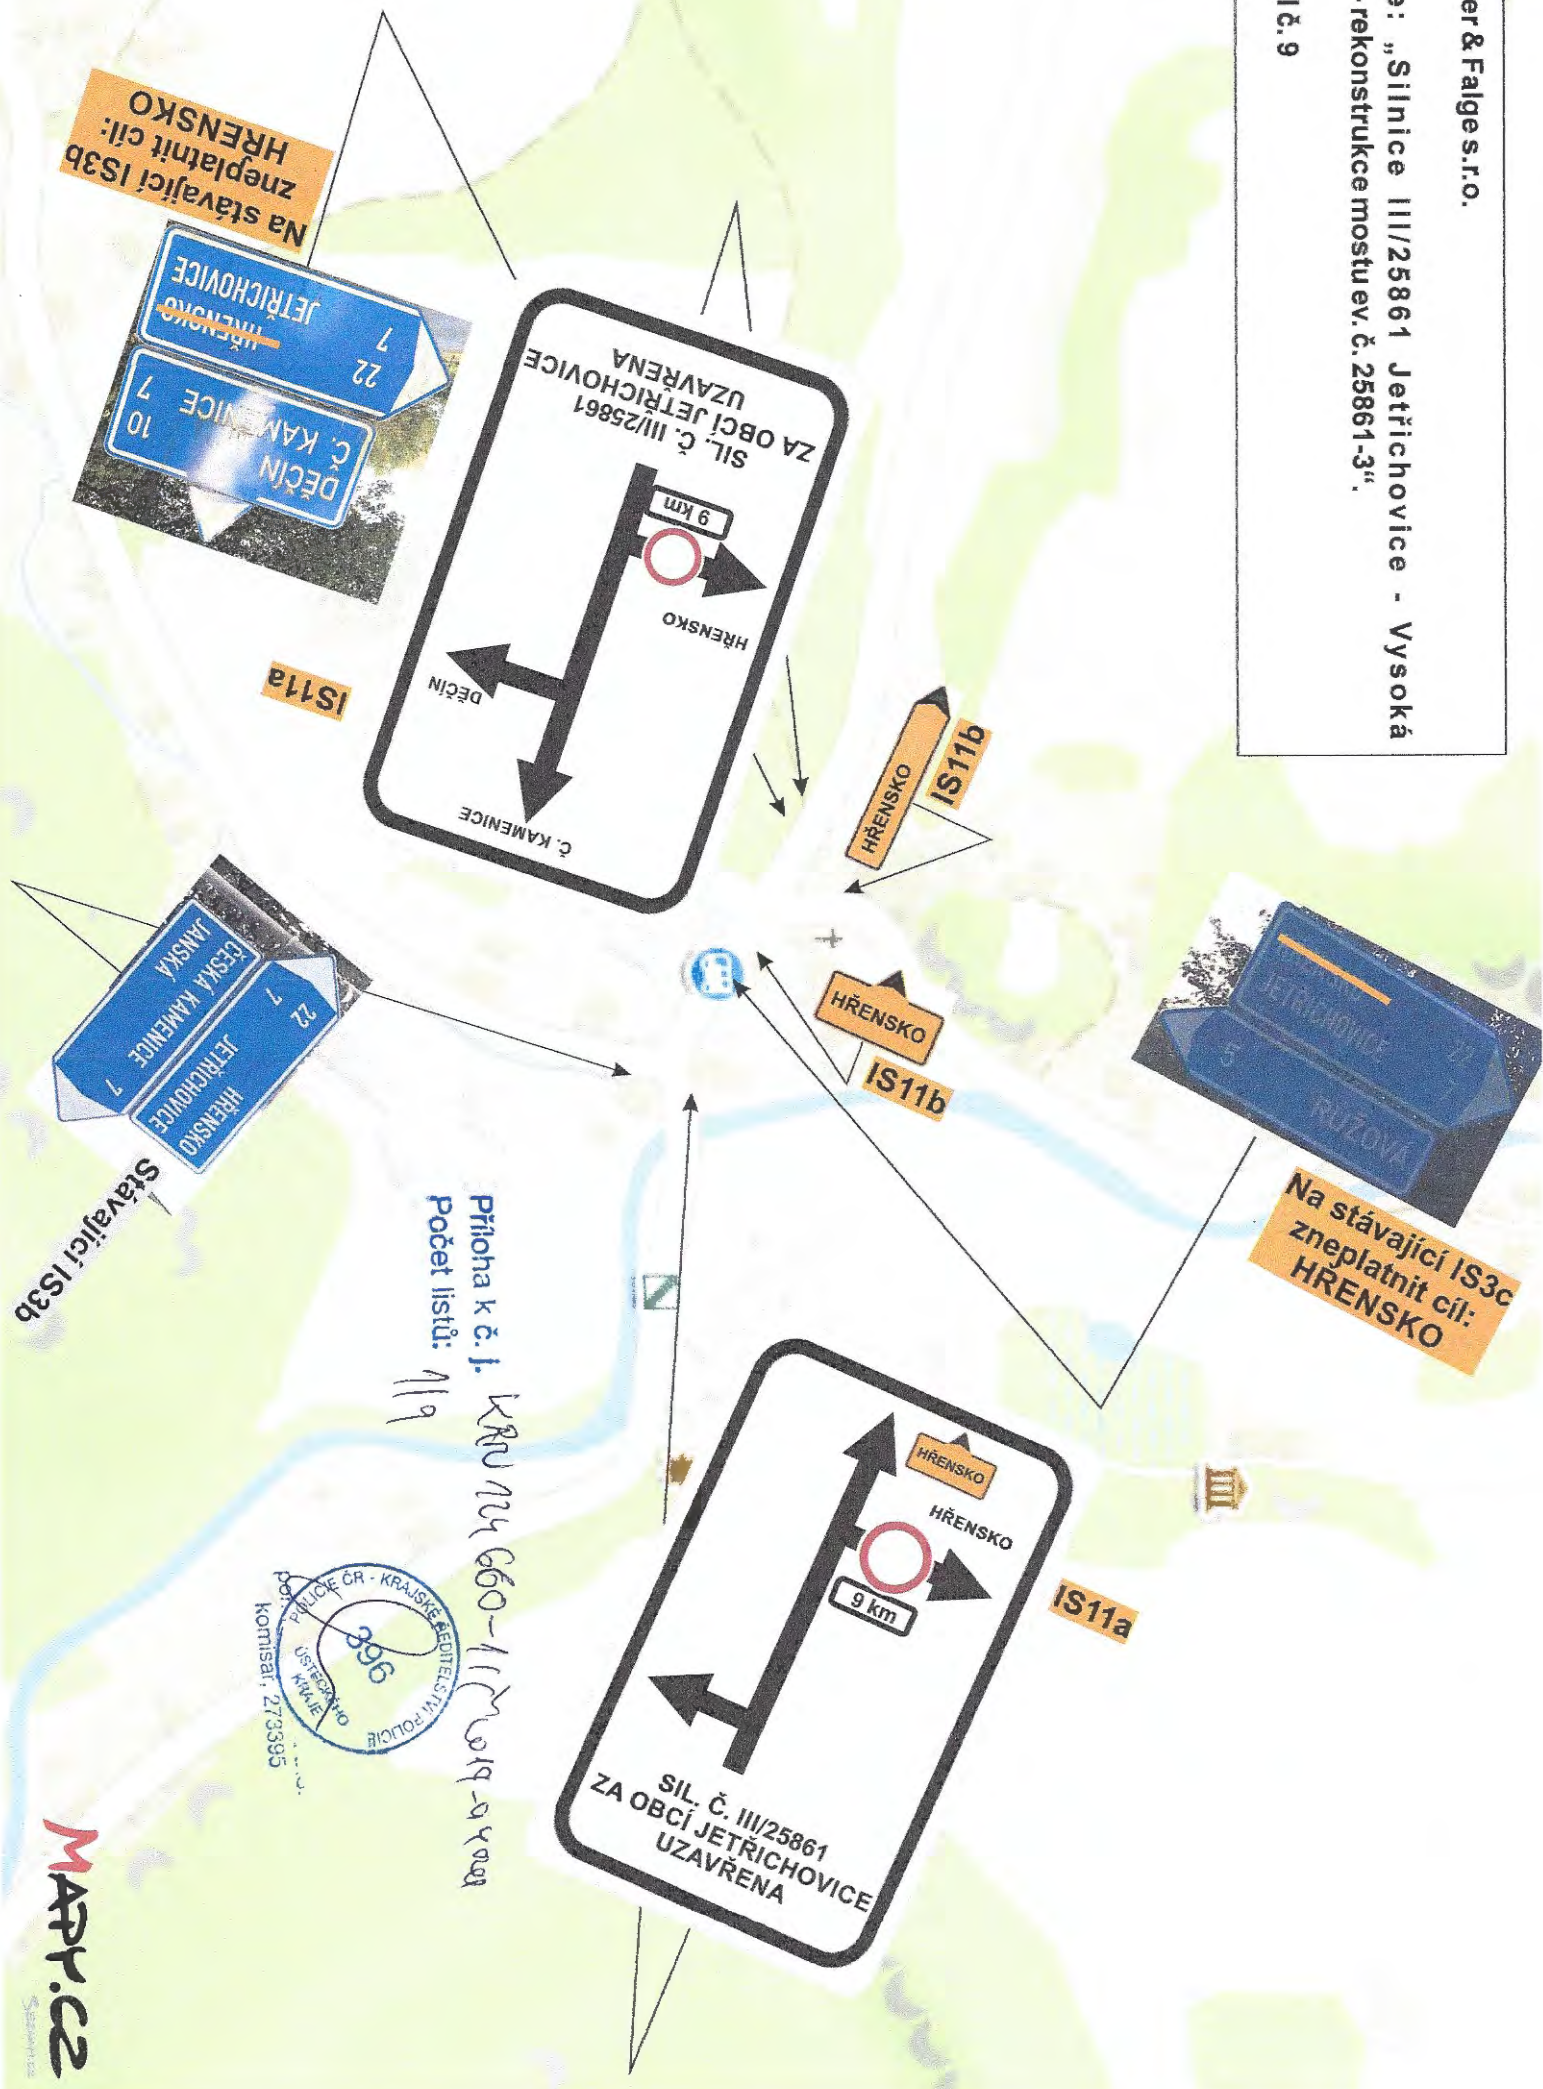 er & Falge s.r.o.
e: „Silnice III/25861 Jetřichovice - Vysoká
rekonstrukce mostu ev. č. 25861-3“.
l č. 9
Na stávající IS3b
zneplatnit cíl:
HŘENSKO
HŘENSKO 22
JETŘICHOVICE 7
DĚČÍN 10
Č. KAMENICE 7
SIL. Č. III/25861
ZA OBCÍ JETŘICHOVICE
UZAVŘENA
9 km
HŘENSKO
DĚČÍN
Č. KAMENICE
IS11a
HŘENSKO
IS11b
HŘENSKO
IS11b
JETŘICHOVICE 7
22
5 RŮŽOVÁ
Na stávající IS3c
zneplatnit cíl:
HŘENSKO
HŘENSKO 22
JETŘICHOVICE 7
ČESKÁ KAMENICE 7
JANSKÁ
Stávající IS3b
HŘENSKO
HŘENSKO
9 km
SIL. Č. III/25861
ZA OBCÍ JETŘICHOVICE
UZAVŘENA
IS11a
Příloha k č. j.
Počet listů: 1/9
POLICIE ČR - KRAJSKÉ ŘEDITELSTVÍ POLICIE
ÚSTECKÉHO
KRAJE
396
komisař, 273395
MAPY.CZ